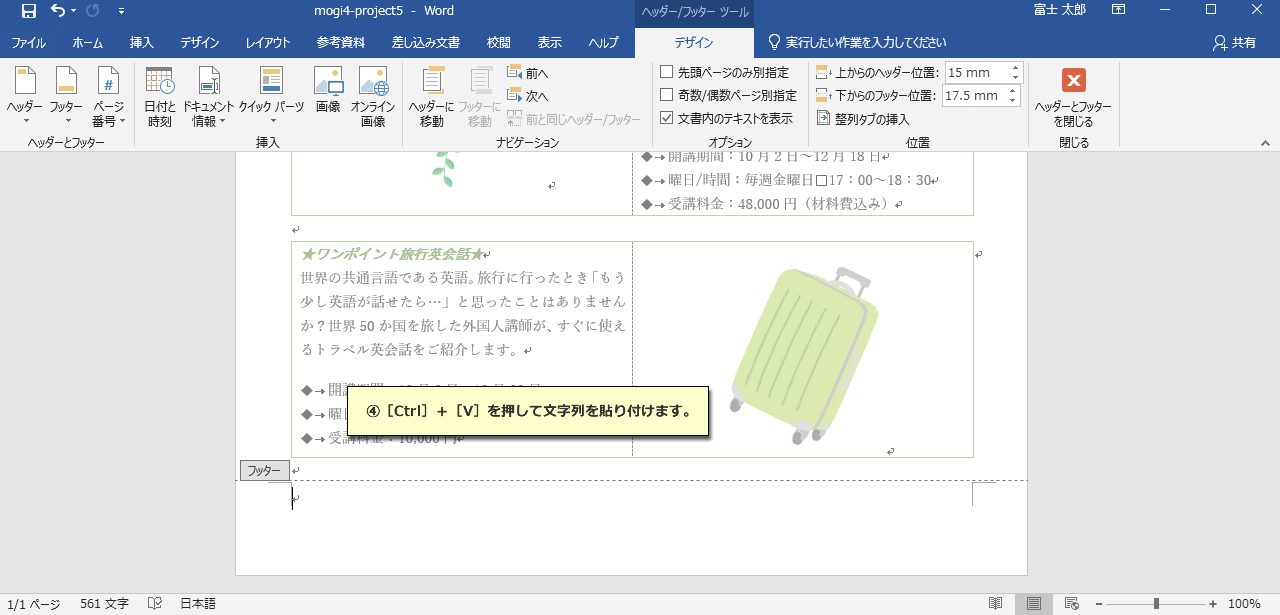 mogi4-project5 - Word
ヘッダー/フッター ツール
富士 太郎
ファイル ホーム 挿入 デザイン レイアウト 参考資料 差し込み文書 校閲 表示 ヘルプ デザイン 実行したい作業を入力してください 共有
ヘッダー フッター ページ番号 日付と時刻 ドキュメント情報 クイック パーツ 画像 オンライン画像 ヘッダーに移動 フッターに移動
前へ
次へ
前と同じヘッダー/フッター
先頭ページのみ別指定
奇数/偶数ページ別指定
文書内のテキストを表示
上からのヘッダー位置: 15 mm
下からのフッター位置: 17.5 mm
整列タブの挿入
ヘッダーとフッターを閉じる
ヘッダーとフッター 挿入 ナビゲーション オプション 位置 閉じる
◆→開講期間：10 月 2 日～12 月 18 日↵
◆→曜日/時間：毎週金曜日□17：00～18：30↵
◆→受講料金：48,000 円（材料費込み）↵
★ワンポイント旅行英会話★↵
世界の共通言語である英語。旅行に行ったとき「もう
少し英語が話せたら…」と思ったことはありません
か？世界 50 か国を旅した外国人講師が、すぐに使え
るトラベル英会話をご紹介します。↵
◆→開
◆→曜
◆→受講料金：10,000 円↵
④［Ctrl］＋［V］を押して文字列を貼り付けます。
フッター
1/1 ページ 561 文字 日本語 100%